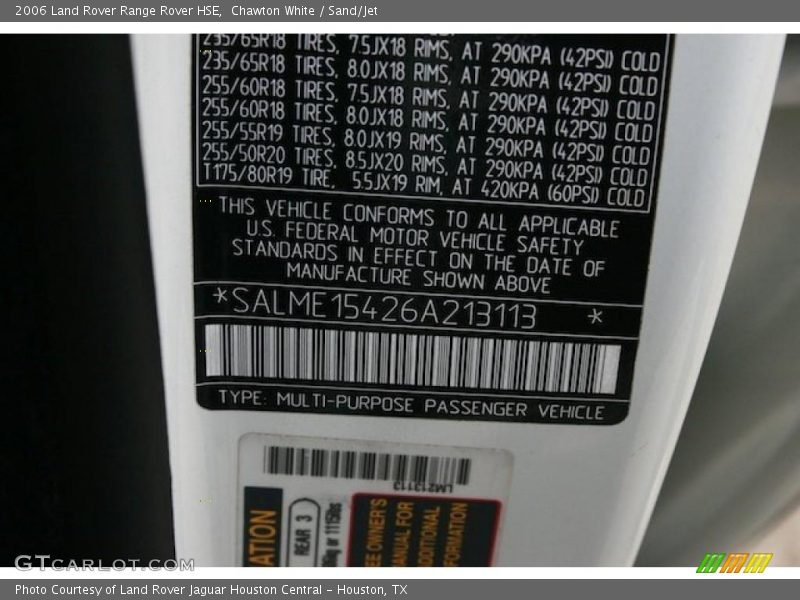 2006 Land Rover Range Rover HSE, Chawton White / Sand/Jet
235/65R18 TIRES, 7.5JX18 RIMS, AT 290KPA (42PSI) COLD
235/65R18 TIRES, 8.0JX18 RIMS, AT 290KPA (42PSI) COLD
255/60R18 TIRES, 7.5JX18 RIMS, AT 290KPA (42PSI) COLD
255/60R18 TIRES, 8.0JX18 RIMS, AT 290KPA (42PSI) COLD
255/55R19 TIRES, 8.0JX19 RIMS, AT 290KPA (42PSI) COLD
255/50R20 TIRES, 8.5JX20 RIMS, AT 290KPA (42PSI) COLD
T175/80R19 TIRE, 5.5JX19 RIM, AT 420KPA (60PSI) COLD
THIS VEHICLE CONFORMS TO ALL APPLICABLE
U.S. FEDERAL MOTOR VEHICLE SAFETY
STANDARDS IN EFFECT ON THE DATE OF
MANUFACTURE SHOWN ABOVE
*SALME15426A213113 *
TYPE: MULTI-PURPOSE PASSENGER VEHICLE
LM213113
REAR 3
or 1115lbs
OWNER'S
MANUAL FOR
GTCARLOT.COM
Photo Courtesy of Land Rover Jaguar Houston Central - Houston, TX